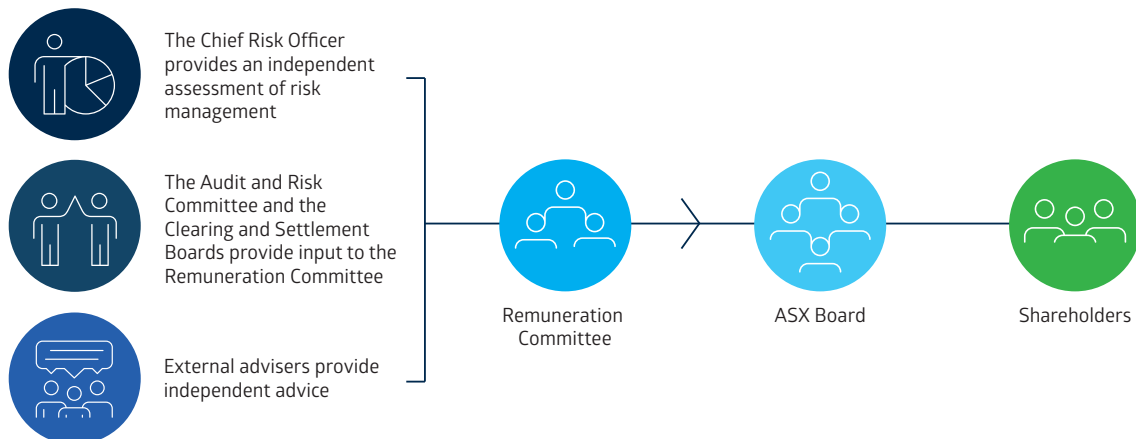 The Chief Risk Officer
provides an independent
assessment of risk
management
The Audit and Risk
Committee and the
Clearing and Settlement
Boards provide input to the
Remuneration Committee
External advisers provide
independent advice
Remuneration
Committee
ASX Board
Shareholders